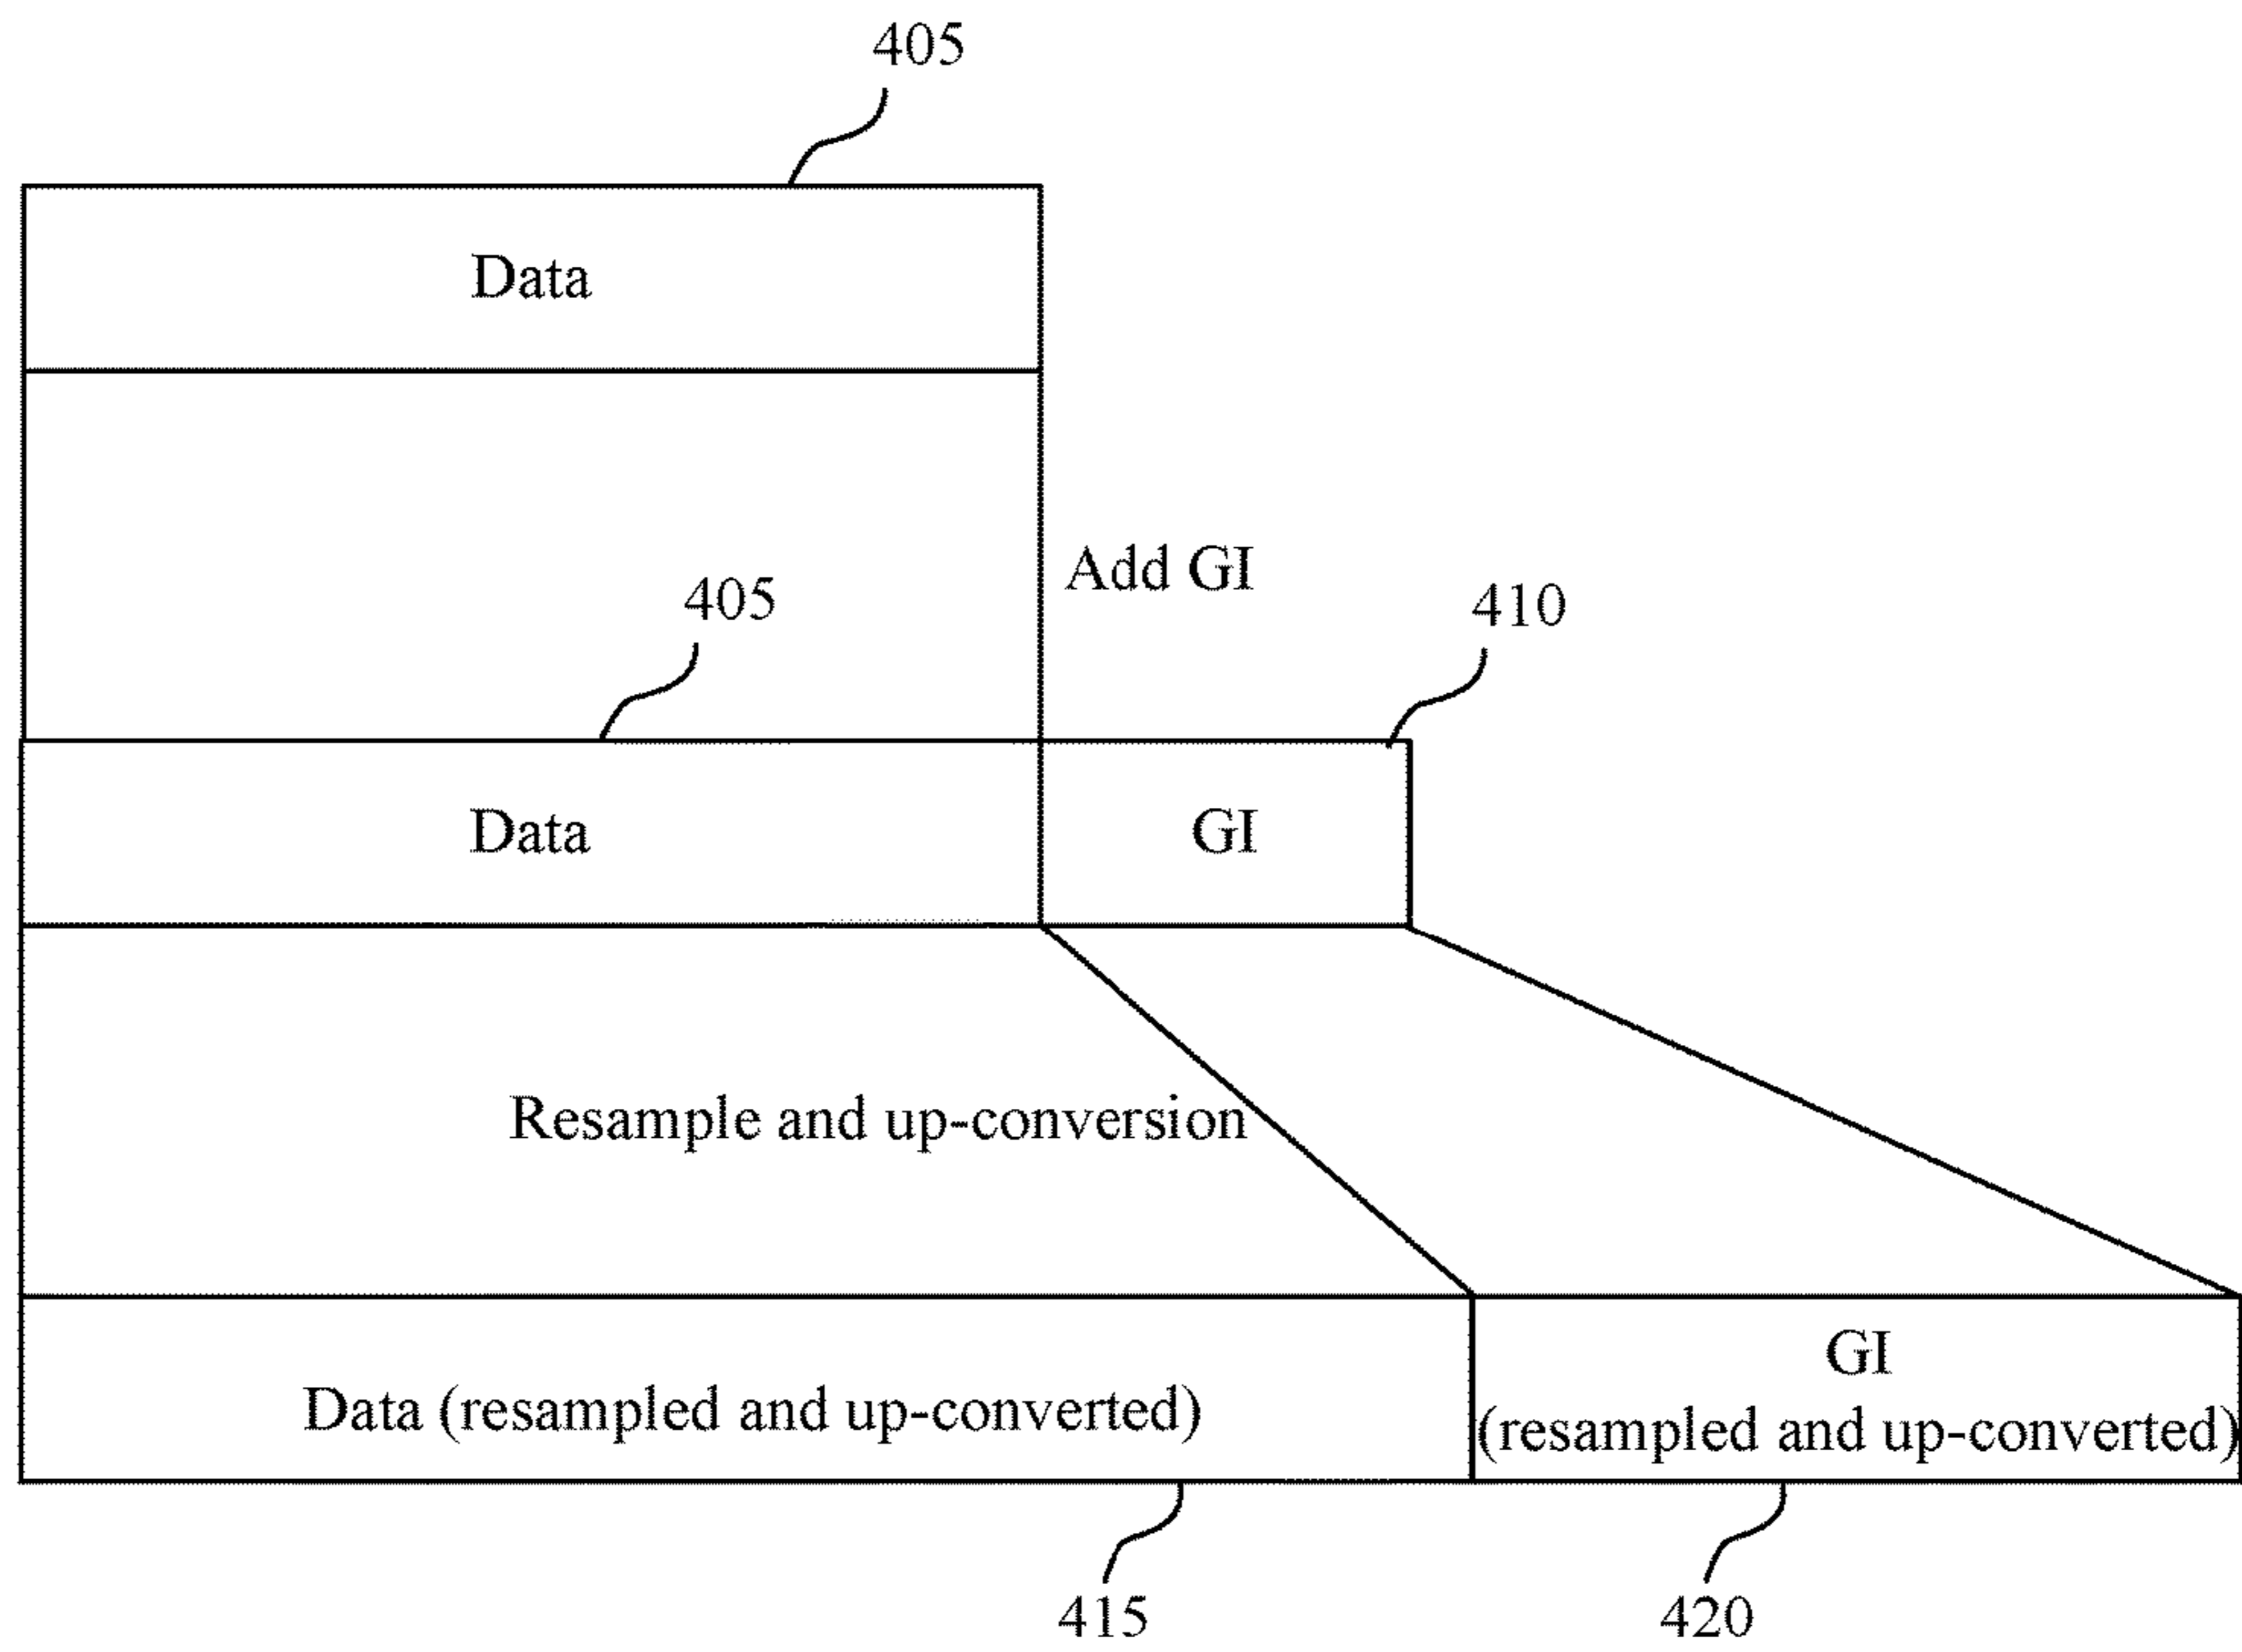 405
Data
Add GI
405
410
Data
GI
Resample and up-conversion
GI
Data (resampled and up-converted)
(resampled and up-converted)
415
420